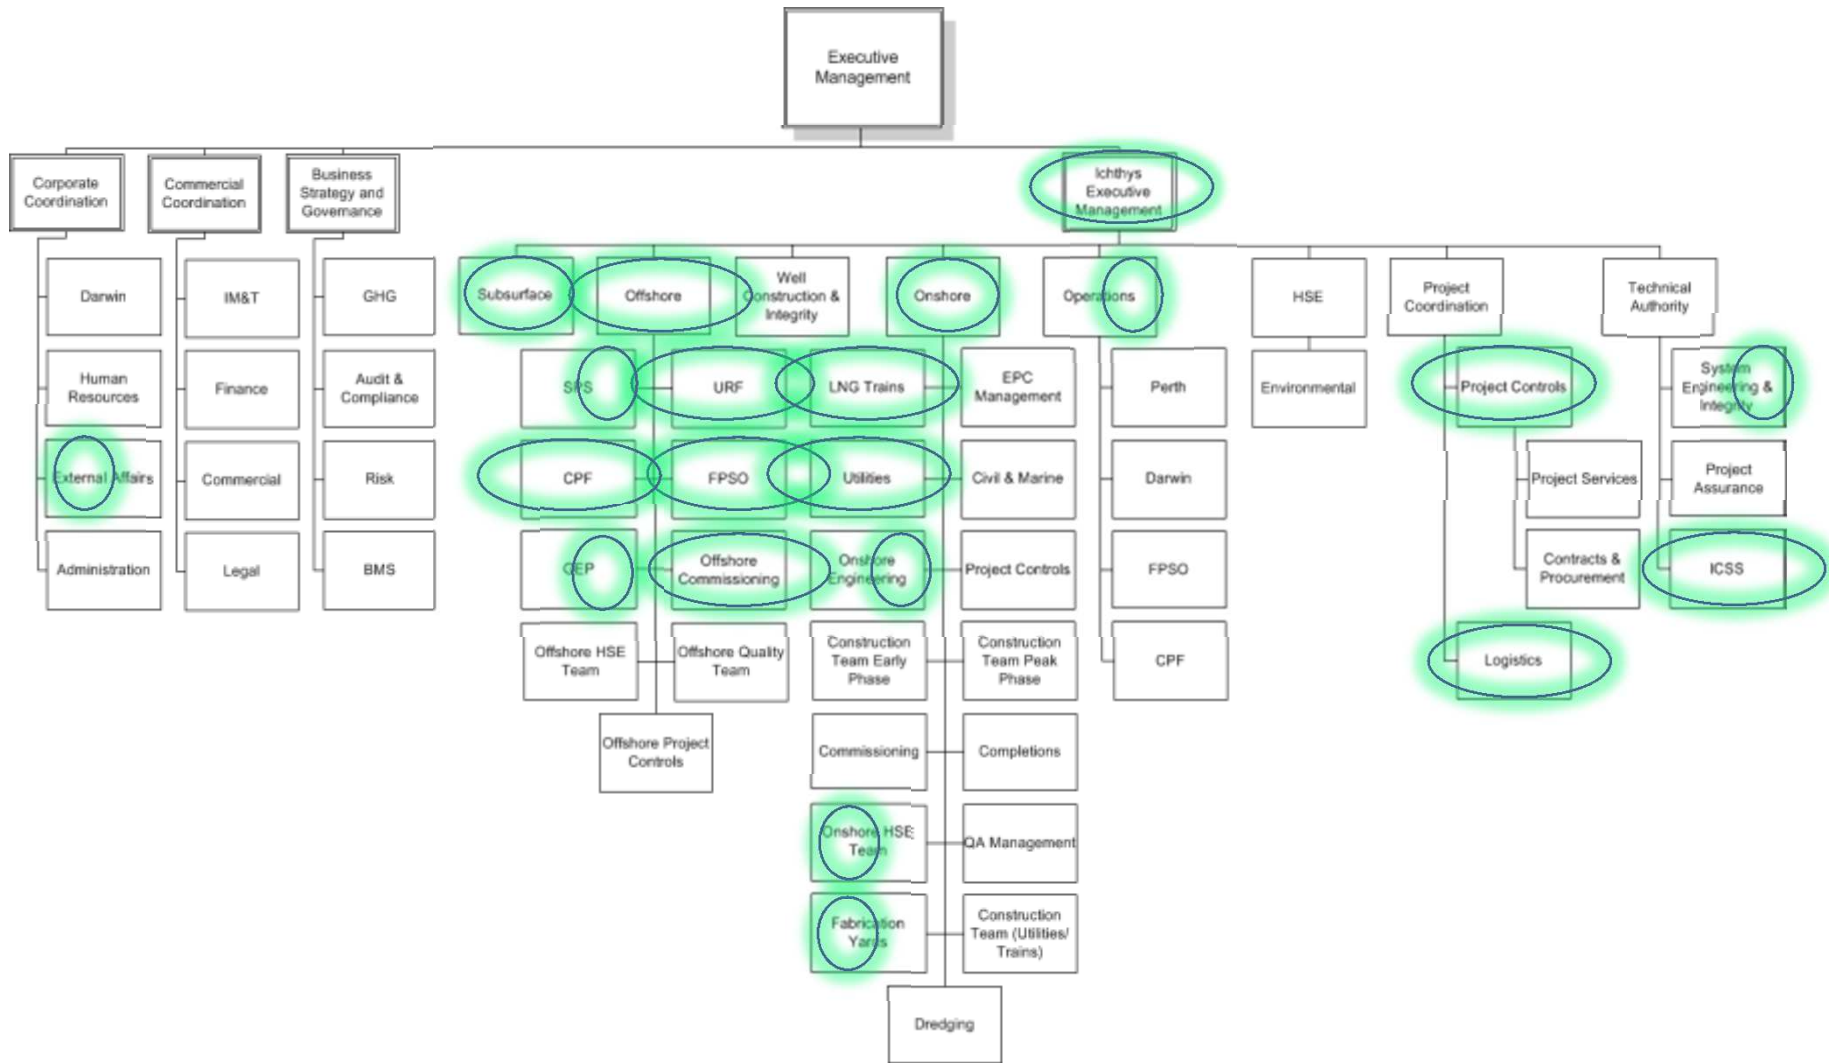 Executive
Management
Corporate
Coordination
Commercial
Coordination
Business
Strategy and
Governance
Ichthys
Executive
Management
Darwin
Human
Resources
External Affairs
Administration
IM&T
Finance
Commercial
Legal
GHG
Audit &
Compliance
Risk
BMS
Subsurface
Offshore
Well
Construction &
Integrity
Onshore
Operations
HSE
Project
Coordination
Technical
Authority
SPS
URF
CPF
FPSO
GEP
Offshore
Commissioning
Offshore HSE
Team
Offshore Quality
Team
Offshore Project
Controls
LNG Trains
EPC
Management
Utilities
Civil & Marine
Onshore
Engineering
Project Controls
Construction
Team Early
Phase
Construction
Team Peak
Phase
Commissioning
Completions
Onshore HSE
Team
QA Management
Fabrication
Yards
Construction
Team (Utilities/
Trains)
Dredging
Perth
Darwin
FPSO
CPF
Environmental
Project Controls
Project Services
Contracts &
Procurement
Logistics
System
Engineering &
Integrity
Project
Assurance
ICSS